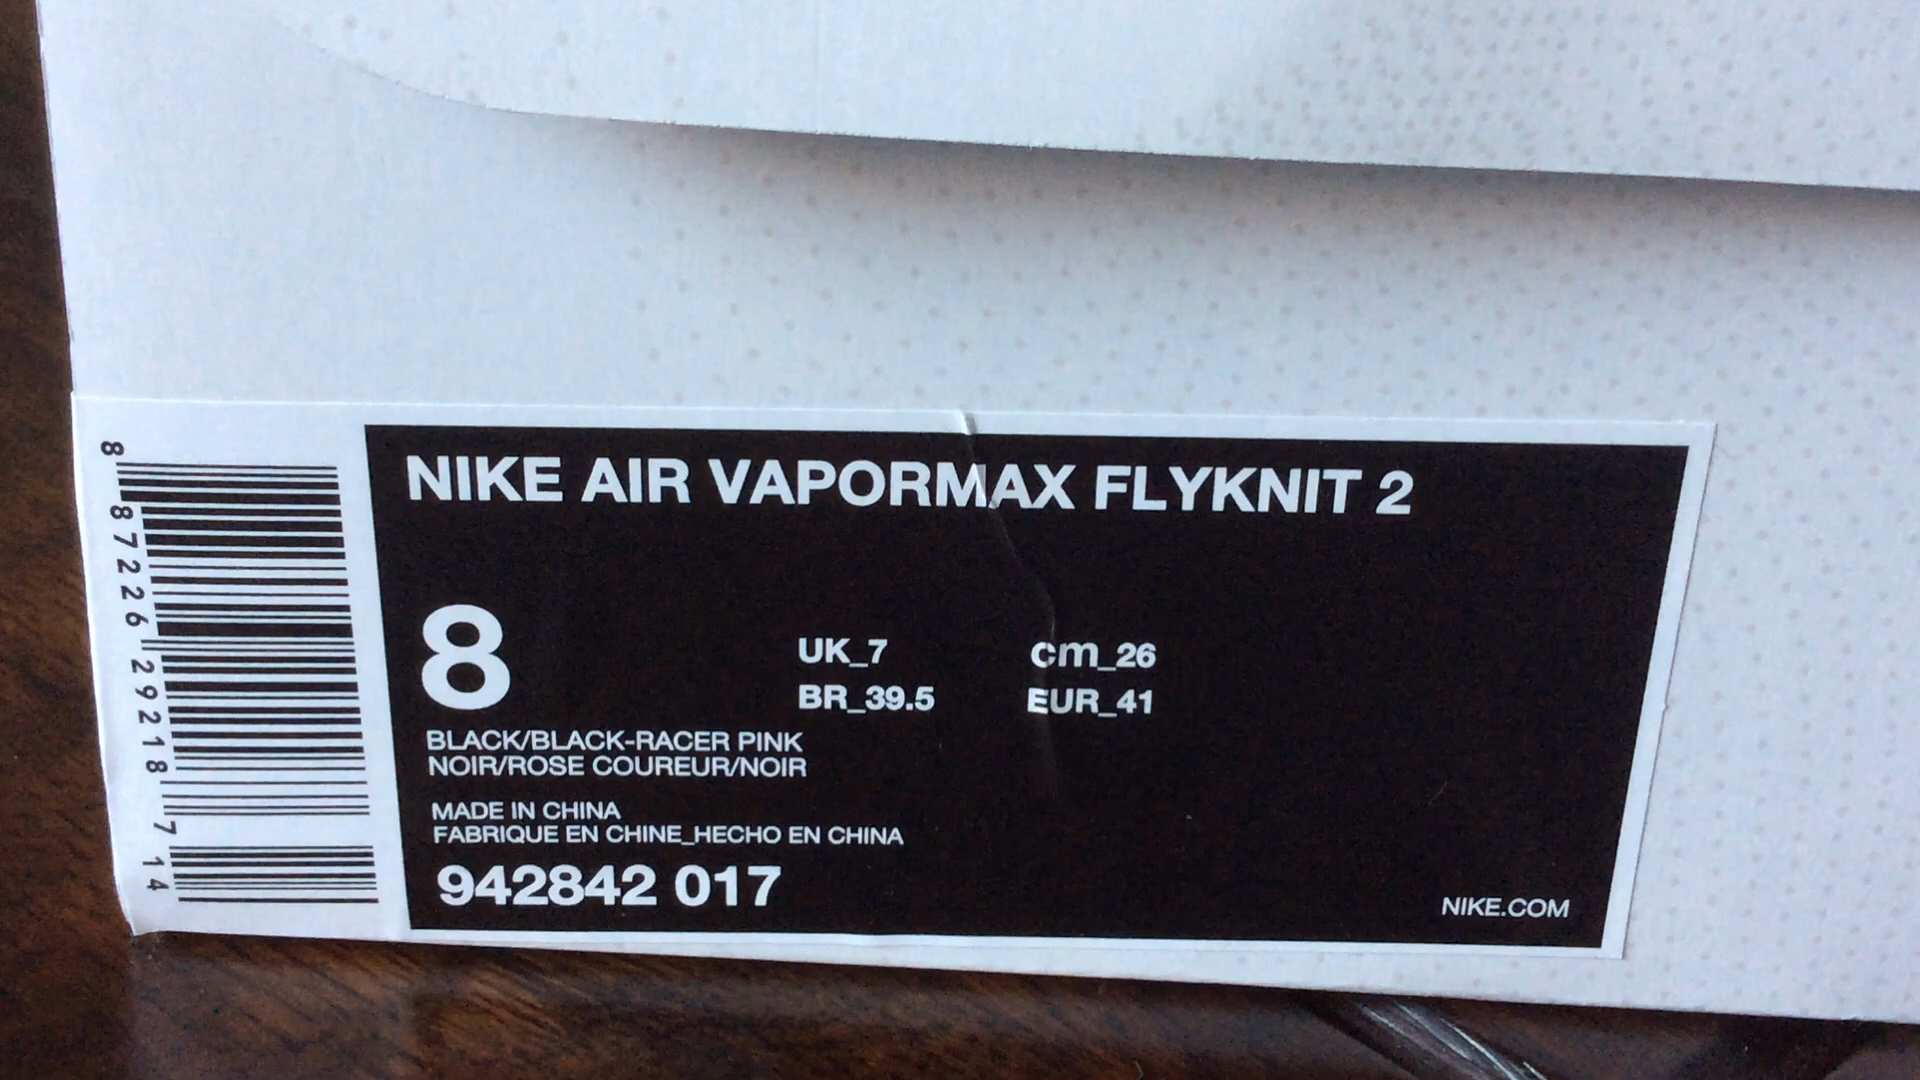 NIKE AIR VAPORMAX FLYKNIT 2
8
UK_7 cm_26
BR_39.5 EUR_41
BLACK/BLACK-RACER PINK
NOIR/ROSE COUREUR/NOIR
MADE IN CHINA
FABRIQUE EN CHINE_HECHO EN CHINA
942842 017
NIKE.COM
8 87226 29218 7 14